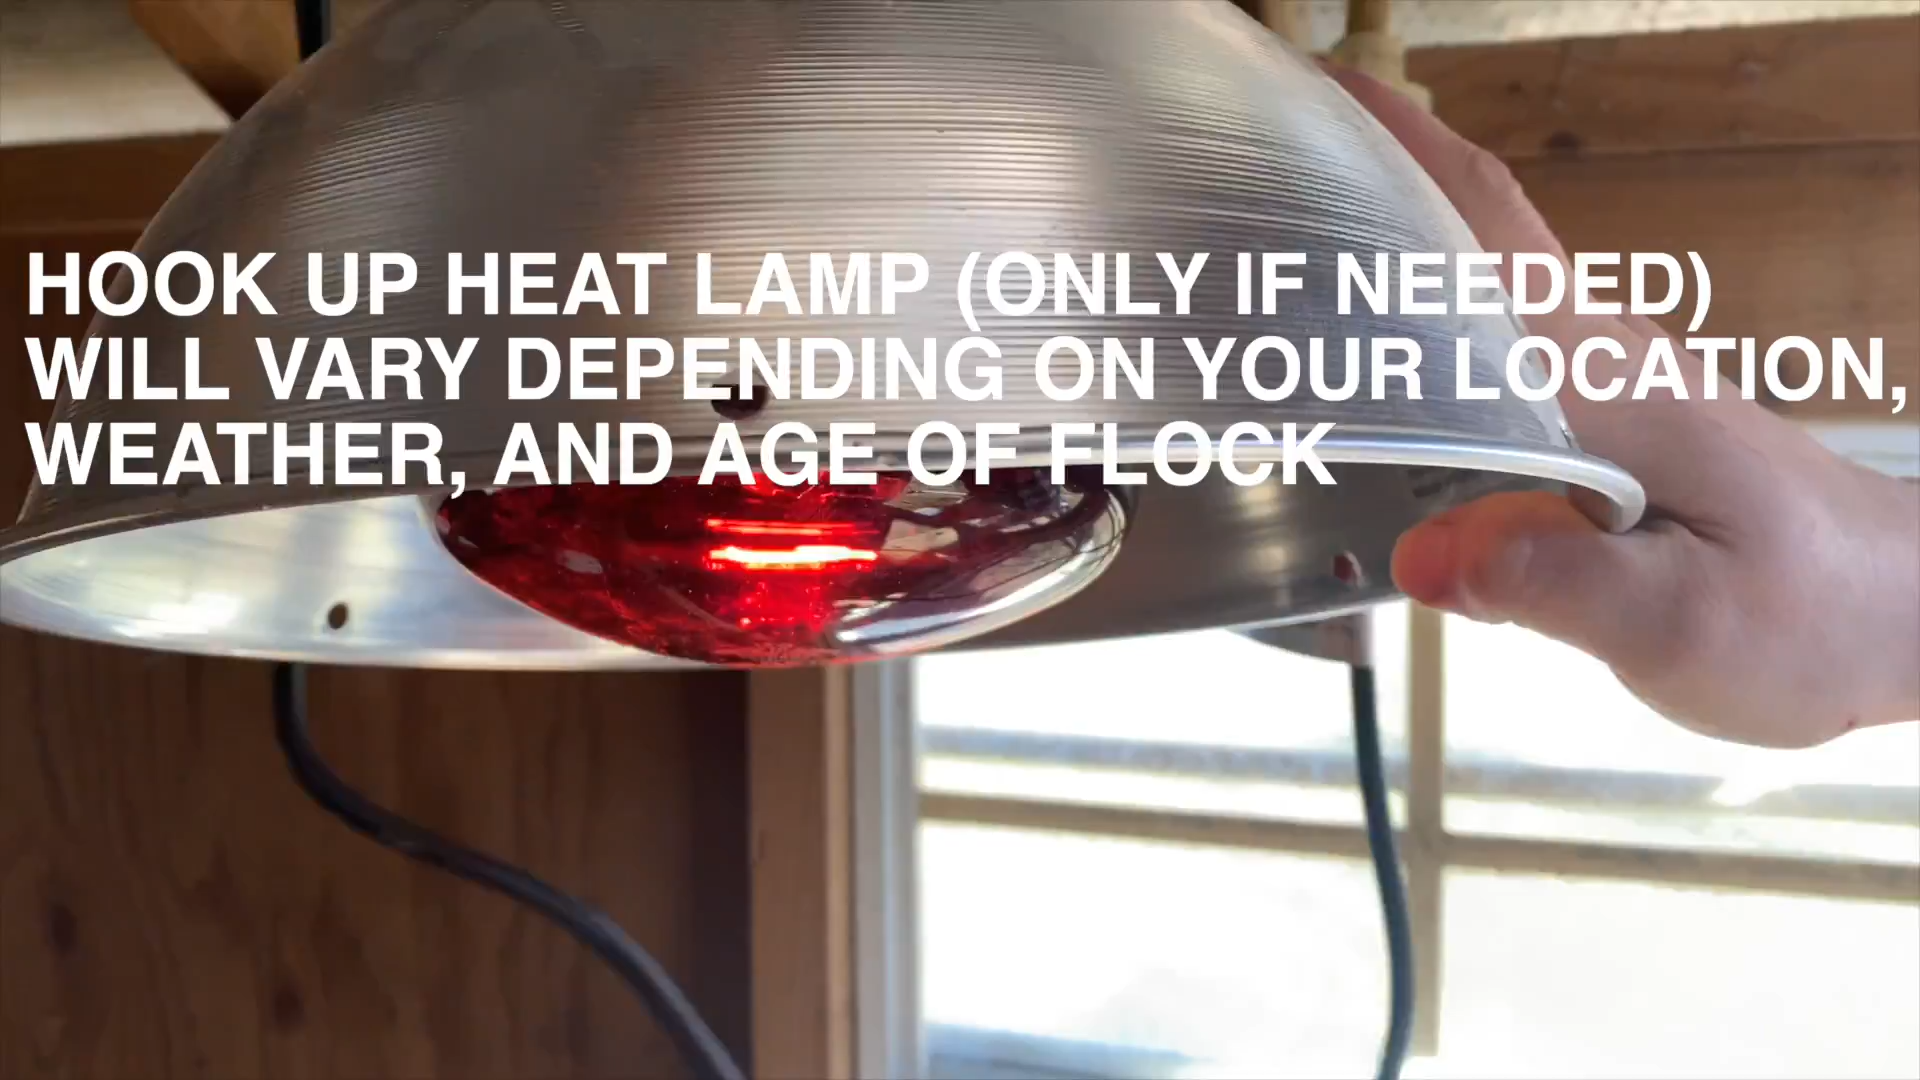 HOOK UP HEAT LAMP (ONLY IF NEEDED)
WILL VARY DEPENDING ON YOUR LOCATION,
WEATHER, AND AGE OF FLOCK